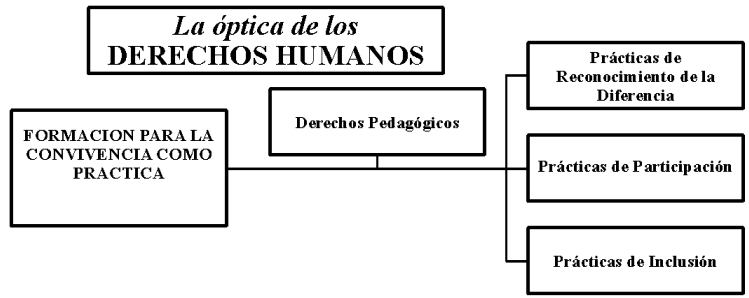 La óptica de los
DERECHOS HUMANOS
FORMACION PARA LA
CONVIVENCIA COMO
PRACTICA
Derechos Pedagógicos
Prácticas de
Reconocimiento de la
Diferencia
Prácticas de Participación
Prácticas de Inclusión